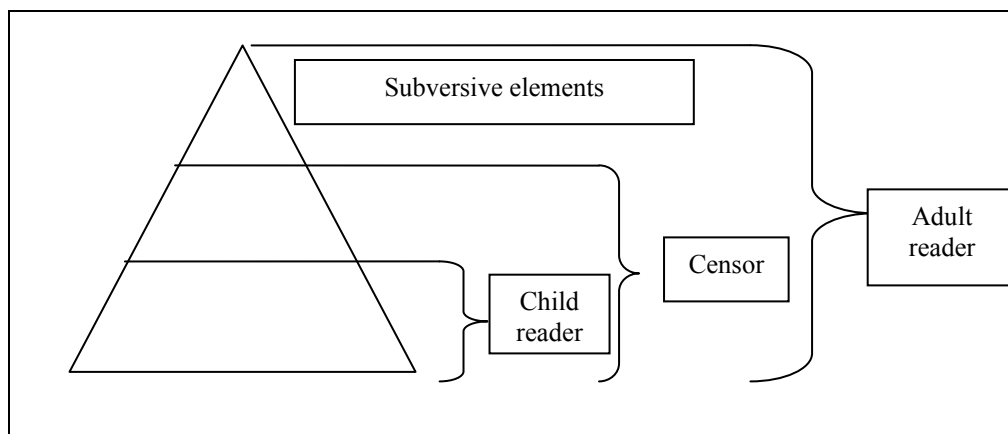 Subversive elements
Adult
reader
Censor
Child
reader